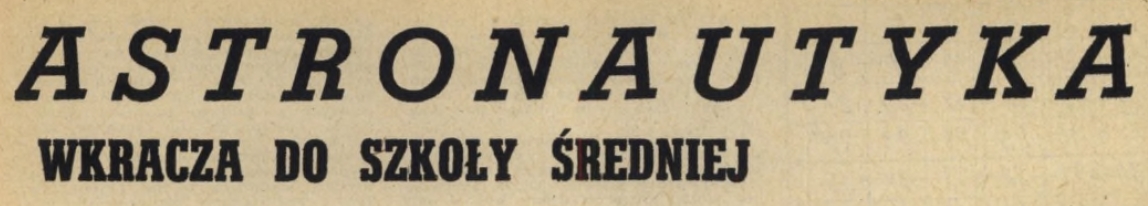 ASTRONAUTYKA
WKRACZA DO SZKOŁY ŚREDNIEJ